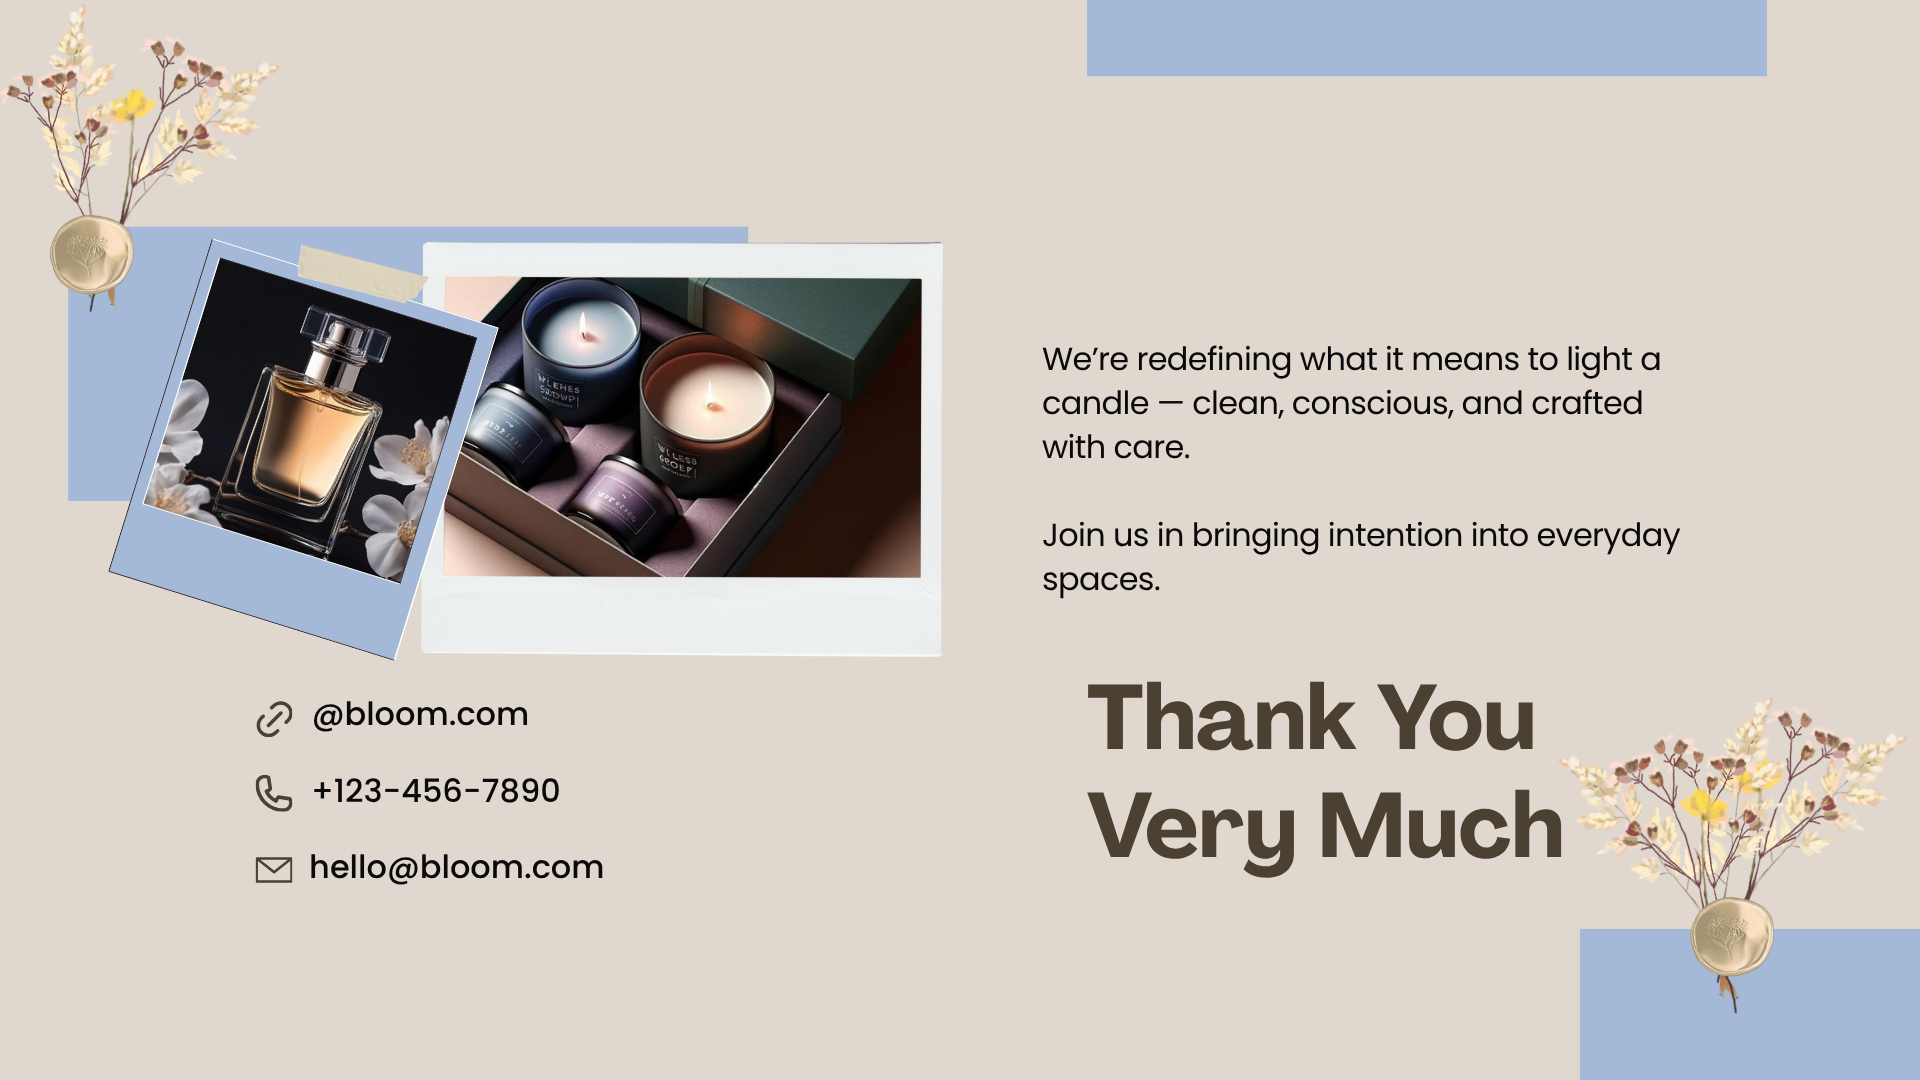 We’re redefining what it means to light a
candle — clean, conscious, and crafted
with care.
Join us in bringing intention into everyday
spaces.
@bloom.com
+123-456-7890
hello@bloom.com
Thank You
Very Much